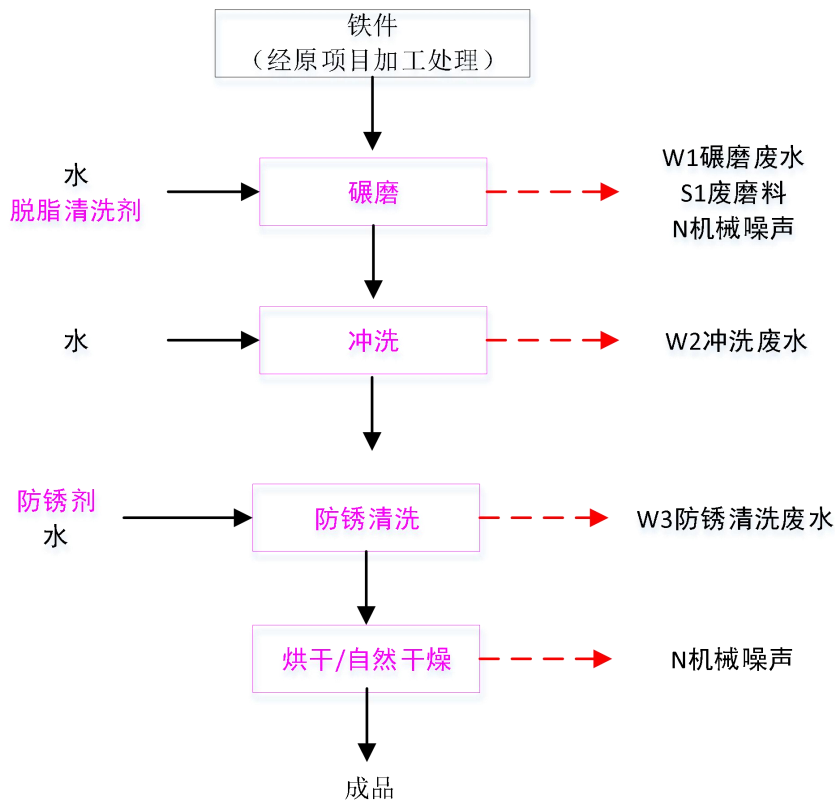 铁件
（经原项目加工处理）
水
脱脂清洗剂
碾磨
W1碾磨废水
S1废磨料
N机械噪声
水
冲洗
W2冲洗废水
防锈剂
水
防锈清洗
W3防锈清洗废水
烘干/自然干燥
N机械噪声
成品